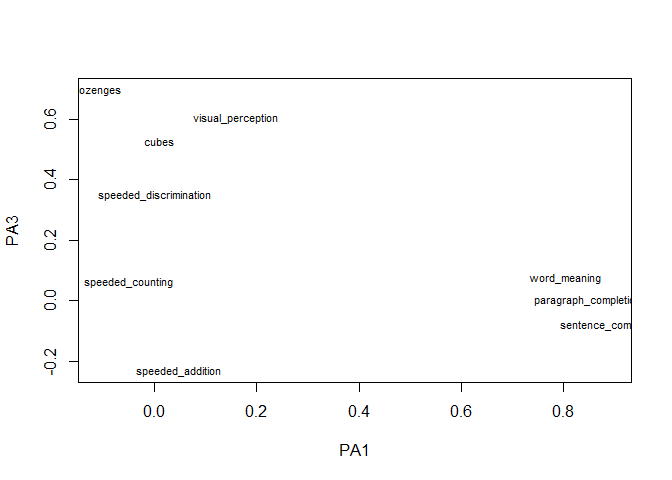 ozenges
visual_perception
cubes
speeded_discrimination
speeded_counting
word_meaning
paragraph_completic
sentence_com
speeded_addition
0.6
0.4
0.2
0.0
-0.2
PA3
0.0 0.2 0.4 0.6 0.8
PA1